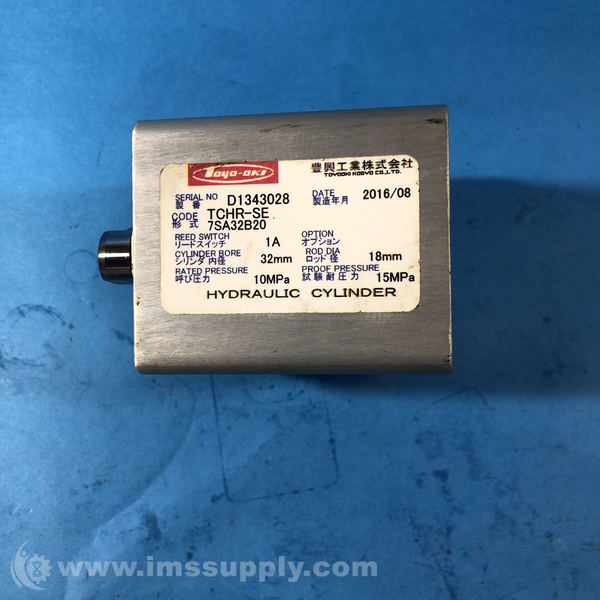 Toyo-oki
豊興工業株式会社
TOYOOKI KOGYO CO.,LTD.
SERIAL NO D1343028 DATE 2016/08
製番 製造年月
CODE TCHR-SE
形式 7SA32B20
REED SWITCH 1A OPTION
リードスイッチ オプション
CYLINDER BORE 32mm ROD DIA 18mm
シリンダ内径 ロッド径
RATED PRESSURE 10MPa PROOF PRESSURE 15MPa
呼び圧力 試験耐圧力
HYDRAULIC CYLINDER
www.imssupply.com